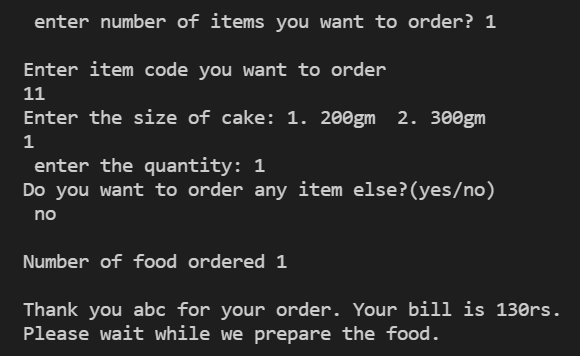 enter number of items you want to order? 1
Enter item code you want to order
11
Enter the size of cake: 1. 200gm  2. 300gm
1
enter the quantity: 1
Do you want to order any item else?(yes/no)
no
Number of food ordered 1
Thank you abc for your order. Your bill is 130rs.
Please wait while we prepare the food.